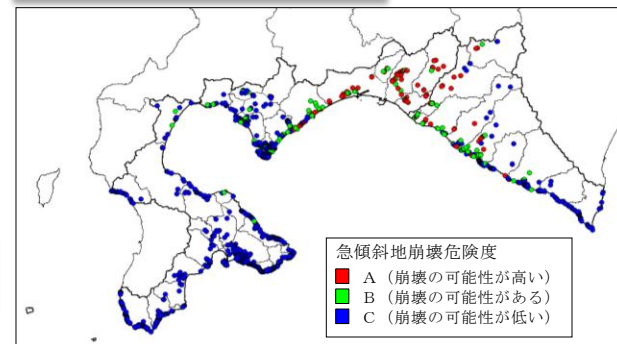 急傾斜地崩壊危険度
A（崩壊の可能性が高い）
B（崩壊の可能性がある）
C（崩壊の可能性が低い）